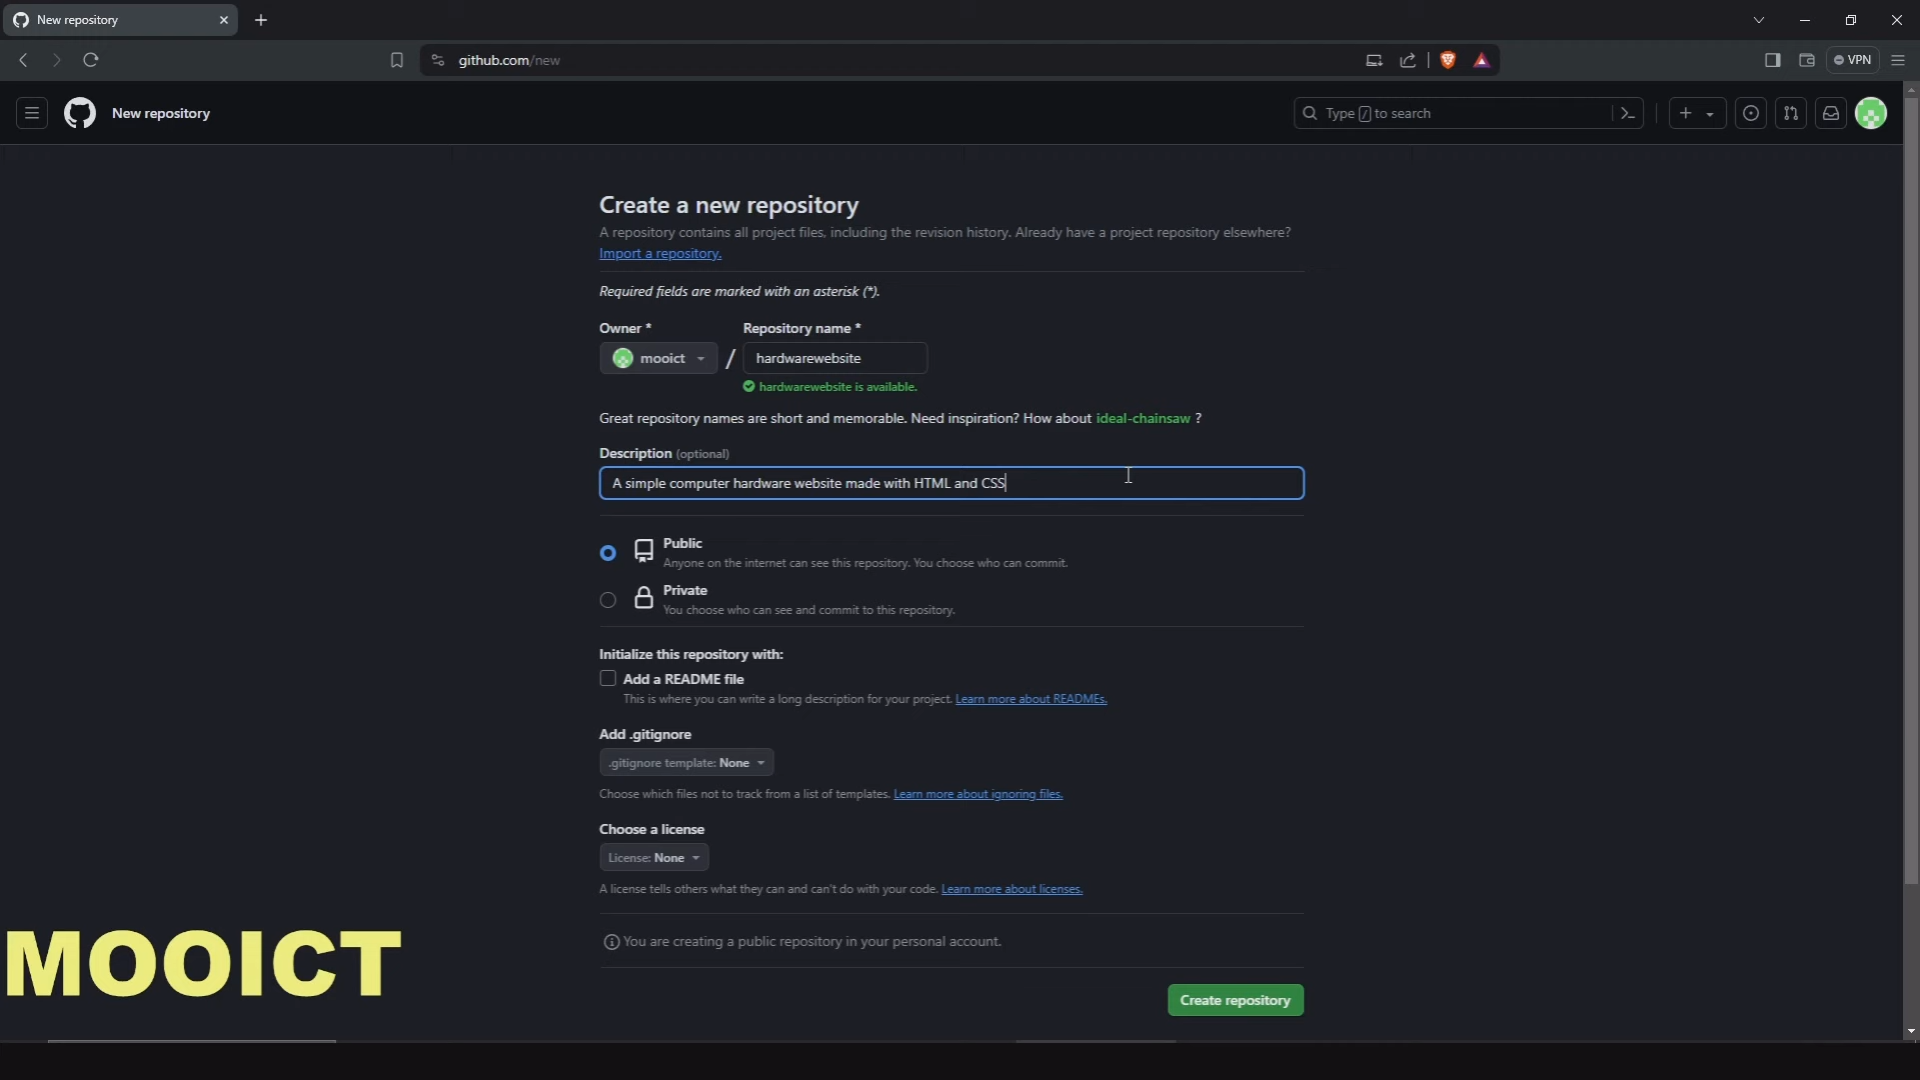 New repository
github.com/new
VPN
New repository
Type / to search
Create a new repository
A repository contains all project files, including the revision history. Already have a project repository elsewhere?
Import a repository.
Required fields are marked with an asterisk (*).
Owner * Repository name *
mooict / hardwarewebsite
hardwarewebsite is available.
Great repository names are short and memorable. Need inspiration? How about ideal-chainsaw ?
Description (optional)
A simple computer hardware website made with HTML and CSS
Public
Anyone on the internet can see this repository. You choose who can commit.
Private
You choose who can see and commit to this repository.
Initialize this repository with:
Add a README file
This is where you can write a long description for your project. Learn more about READMEs.
Add .gitignore
.gitignore template: None
Choose which files not to track from a list of templates. Learn more about ignoring files.
Choose a license
License: None
A license tells others what they can and can't do with your code. Learn more about licenses.
You are creating a public repository in your personal account.
MOOICT
Create repository